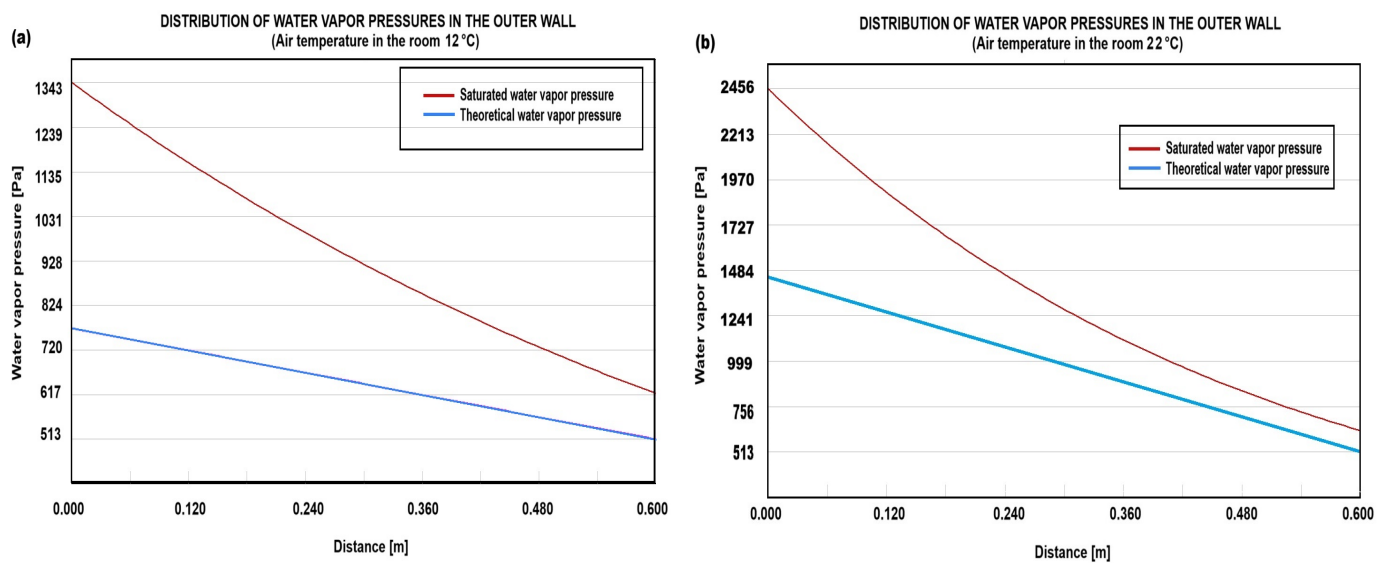 (a)
DISTRIBUTION OF WATER VAPOR PRESSURES IN THE OUTER WALL
(Air temperature in the room 12 °C)
Water vapor pressure [Pa]
1343
1239
1135
1031
928
824
720
617
513
Saturated water vapor pressure
Theoretical water vapor pressure
0.000 0.120 0.240 0.360 0.480 0.600
Distance [m]
(b)
DISTRIBUTION OF WATER VAPOR PRESSURES IN THE OUTER WALL
(Air temperature in the room 22 °C)
Water vapor pressure [Pa]
2456
2213
1970
1727
1484
1241
999
756
513
Saturated water vapor pressure
Theoretical water vapor pressure
0.000 0.120 0.240 0.360 0.480 0.600
Distance [m]